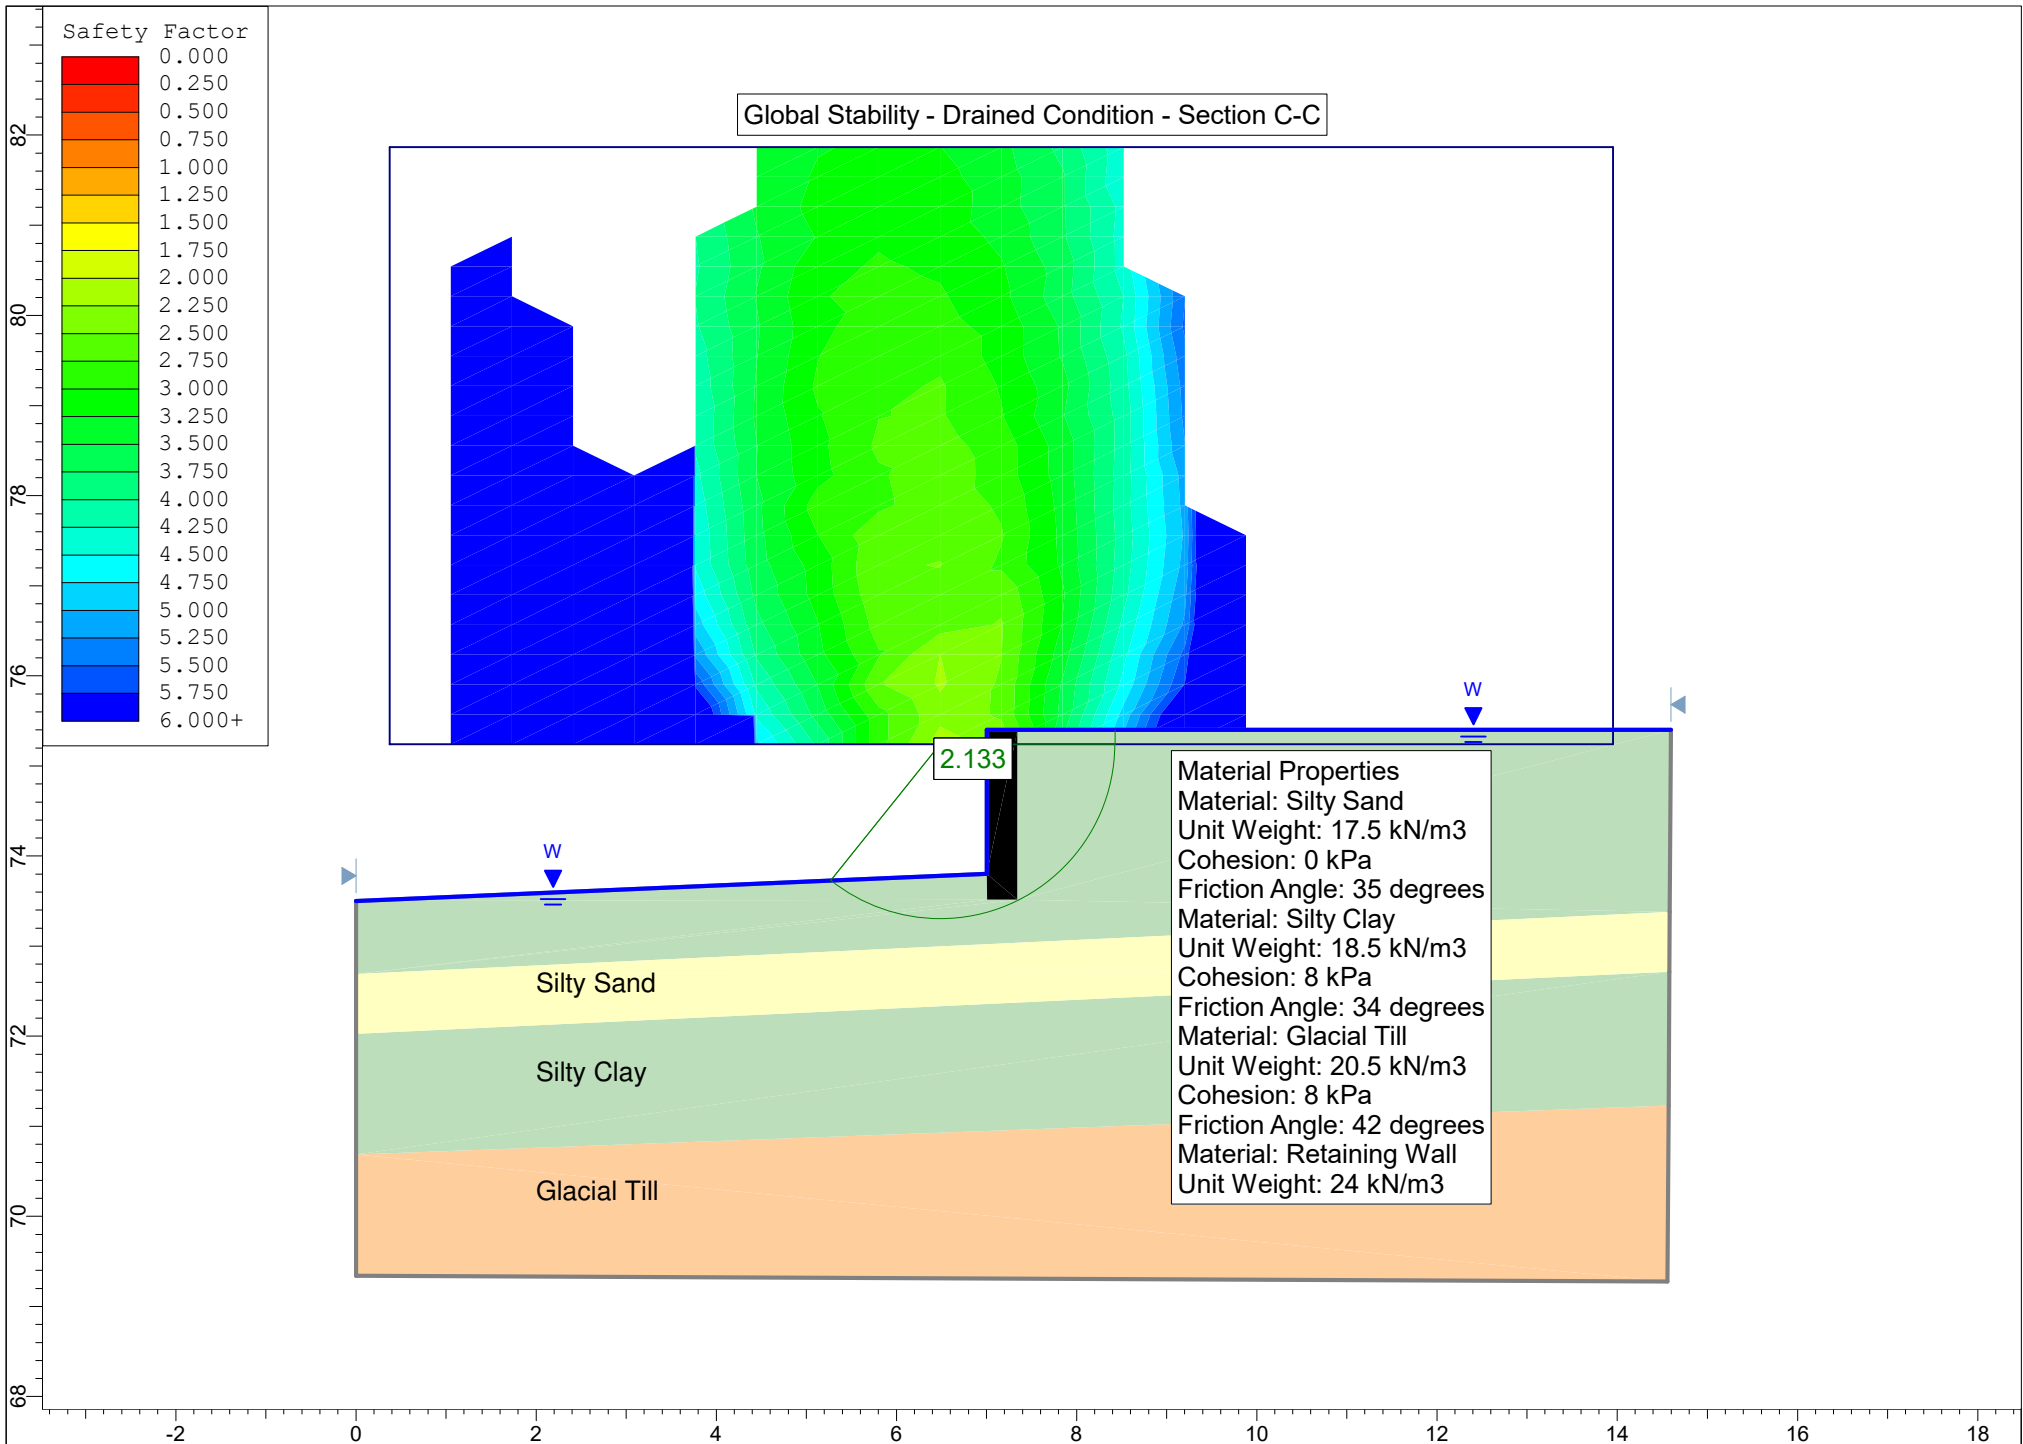 Safety Factor
0.000
0.250
0.500
0.750
1.000
1.250
1.500
1.750
2.000
2.250
2.500
2.750
3.000
3.250
3.500
3.750
4.000
4.250
4.500
4.750
5.000
5.250
5.500
5.750
6.000+
Global Stability - Drained Condition - Section C-C
82
80
78
76
74
72
70
68
W
W
2.133
Material Properties
Material: Silty Sand
Unit Weight: 17.5 kN/m3
Cohesion: 0 kPa
Friction Angle: 35 degrees
Material: Silty Clay
Unit Weight: 18.5 kN/m3
Cohesion: 8 kPa
Friction Angle: 34 degrees
Material: Glacial Till
Unit Weight: 20.5 kN/m3
Cohesion: 8 kPa
Friction Angle: 42 degrees
Material: Retaining Wall
Unit Weight: 24 kN/m3
Silty Sand
Silty Clay
Glacial Till
-2 0 2 4 6 8 10 12 14 16 18